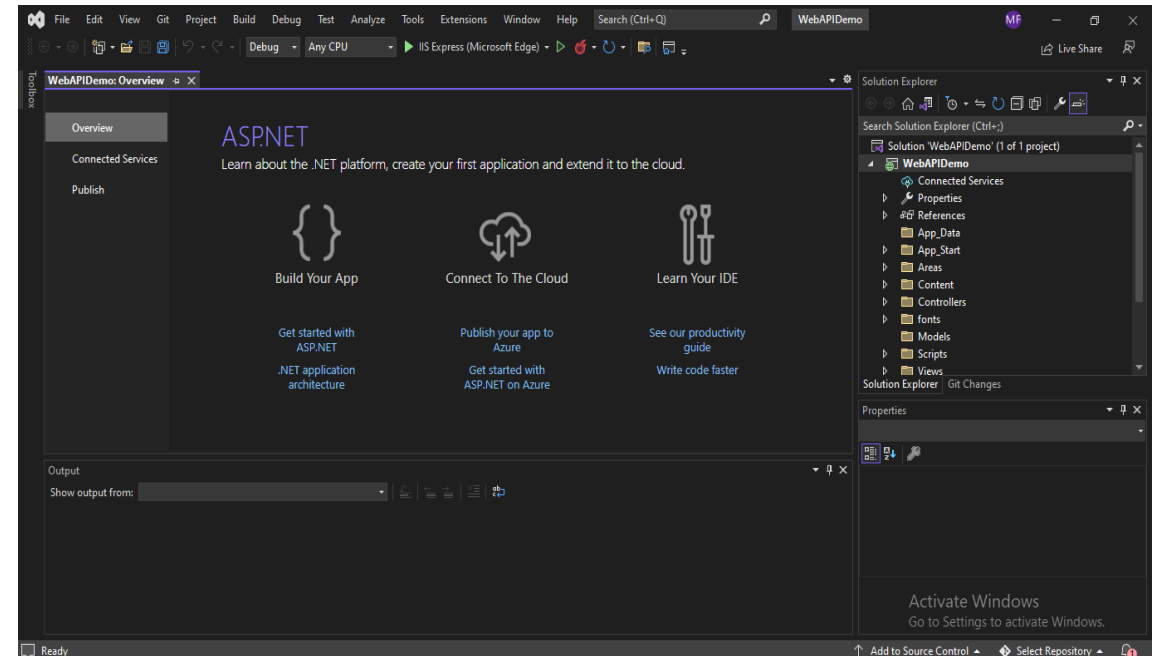 File Edit View Git Project Build Debug Test Analyze Tools Extensions Window Help Search (Ctrl+Q) WebAPIDemo MF
Debug Any CPU IIS Express (Microsoft Edge) Live Share
Toolbox
WebAPIDemo: Overview
Overview
Connected Services
Publish
ASP.NET
Learn about the .NET platform, create your first application and extend it to the cloud.
Build Your App
Connect To The Cloud
Learn Your IDE
Get started with
ASP.NET
.NET application
architecture
Publish your app to
Azure
Get started with
ASP.NET on Azure
See our productivity
guide
Write code faster
Output
Show output from:
Solution Explorer
Search Solution Explorer (Ctrl+;)
Solution 'WebAPIDemo' (1 of 1 project)
WebAPIDemo
Connected Services
Properties
References
App_Data
App_Start
Areas
Content
Controllers
fonts
Models
Scripts
Views
Solution Explorer Git Changes
Properties
Activate Windows
Go to Settings to activate Windows.
Ready Add to Source Control Select Repository 1